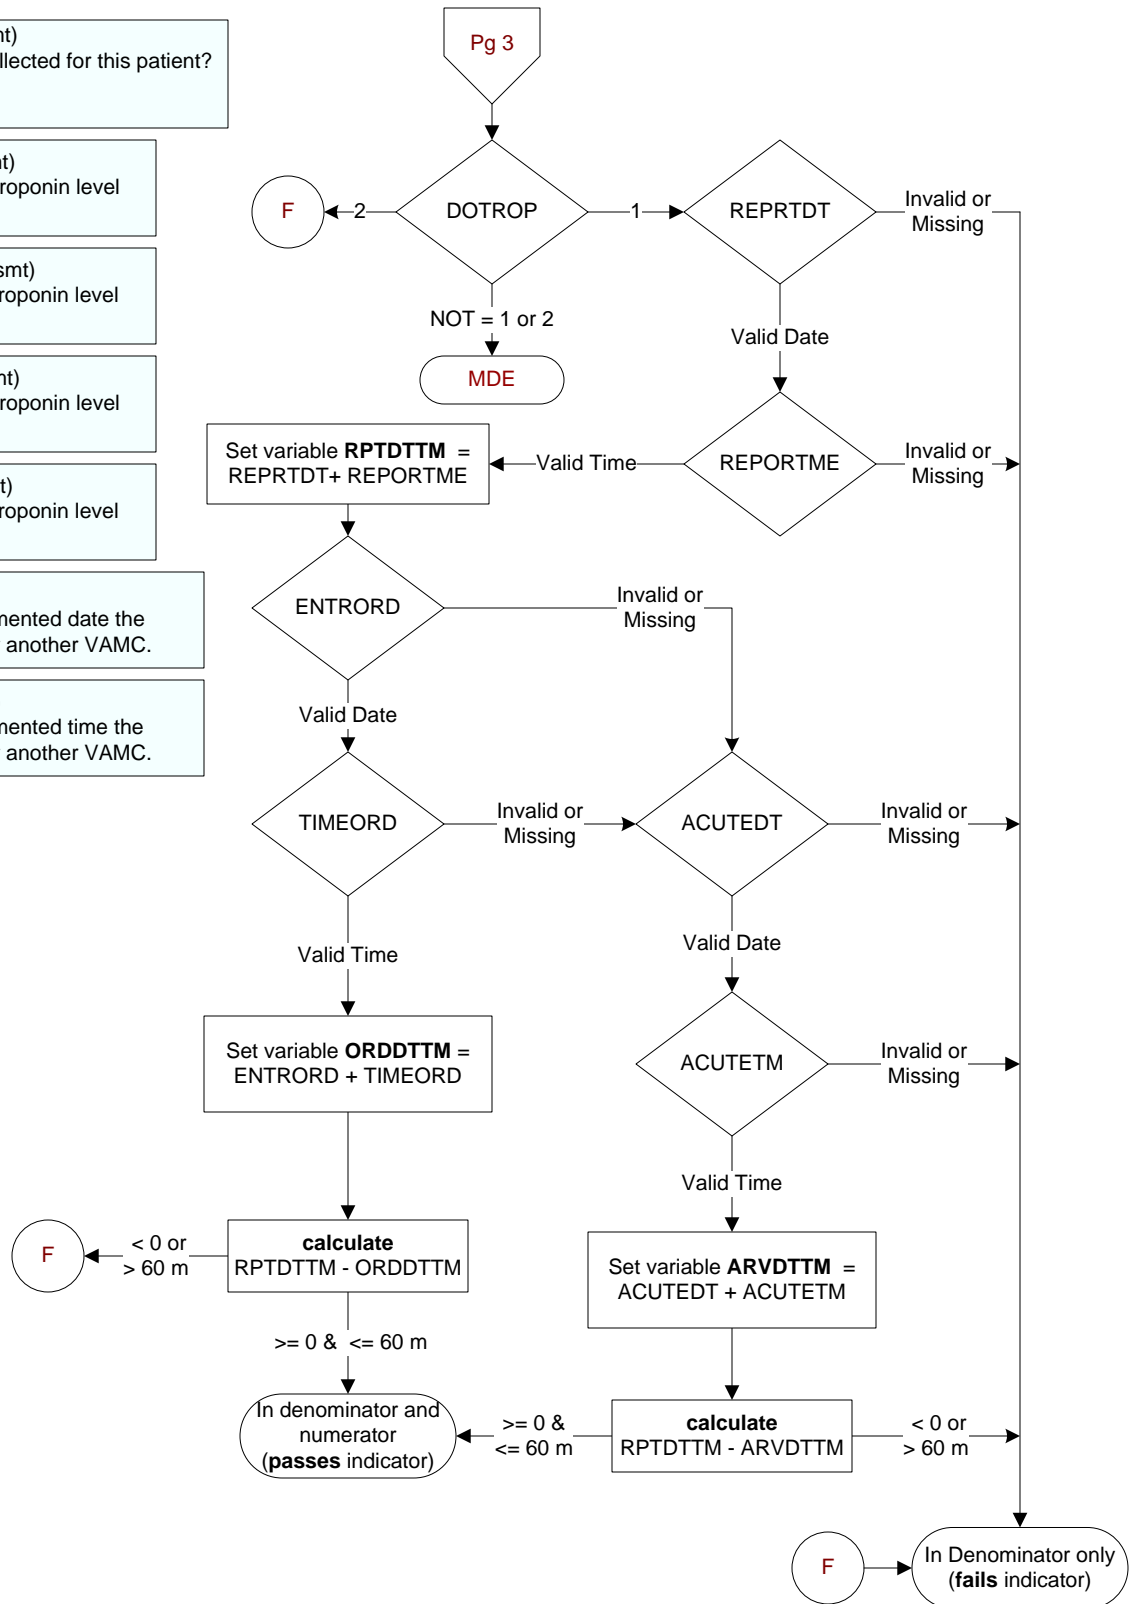 Pg 3
nt)
llected for this patient?
nt)
roponin level
smt)
roponin level
nt)
roponin level
t)
roponin level
mented date the
another VAMC.
mented time the
another VAMC.
F
2
DOTROP
1
REPRTDT
Invalid or
Missing
NOT = 1 or 2
MDE
Valid Date
Set variable RPTDTTM =
REPRTDT+ REPORTME
Valid Time
REPORTME
Invalid or
Missing
ENTRORD
Invalid or
Missing
Valid Date
TIMEORD
Invalid or
Missing
ACUTEDT
Invalid or
Missing
Valid Time
Valid Date
Set variable ORDDTTM =
ENTRORD + TIMEORD
ACUTETM
Invalid or
Missing
Valid Time
F
< 0 or
> 60 m
calculate
RPTDTTM - ORDDTTM
Set variable ARVDTTM =
ACUTEDT + ACUTETM
>= 0 & <= 60 m
In denominator and
numerator
(passes indicator)
>= 0 &
<= 60 m
calculate
RPTDTTM - ARVDTTM
< 0 or
> 60 m
F
In Denominator only
(fails indicator)